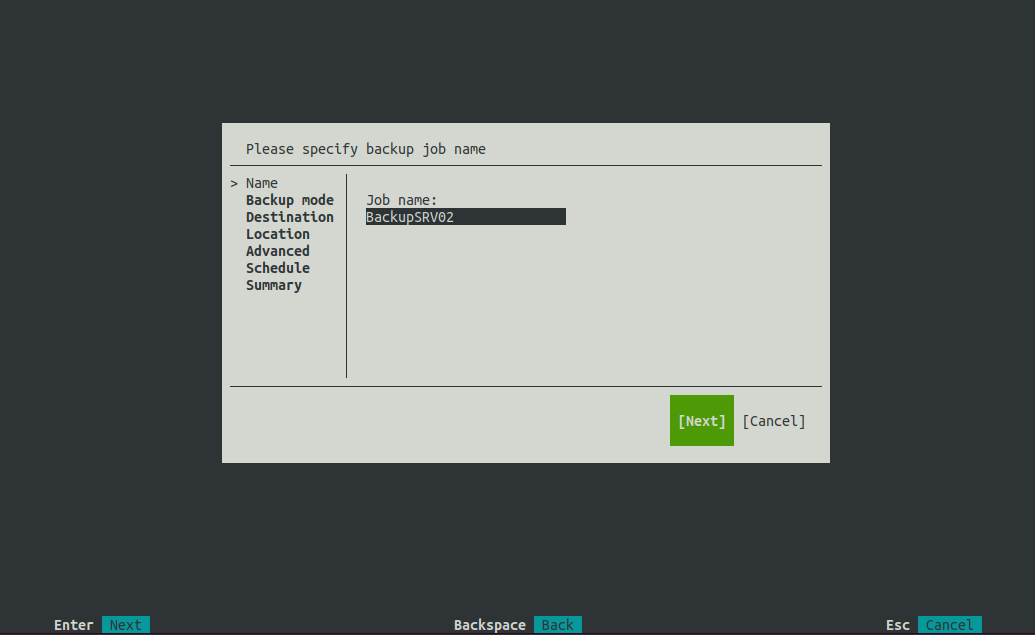 Please specify backup job name
> Name
Backup mode
Destination
Location
Advanced
Schedule
Summary
Job name:
BackupSRV02
[Next] [Cancel]
Enter Next Backspace Back Esc Cancel